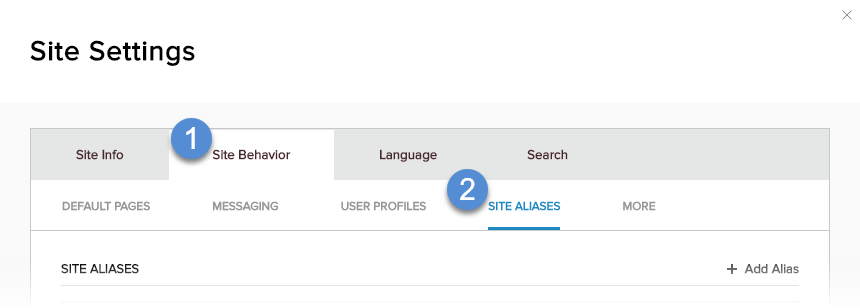 Site Settings
1
Site Info Site Behavior Language Search
2
DEFAULT PAGES MESSAGING USER PROFILES SITE ALIASES MORE
SITE ALIASES + Add Alias